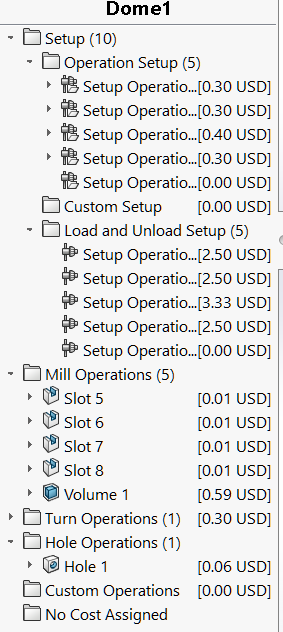 Dome1
Setup (10)
Operation Setup (5)
Setup Operatio...[0.30 USD]
Setup Operatio...[0.30 USD]
Setup Operatio...[0.40 USD]
Setup Operatio...[0.30 USD]
Setup Operatio...[0.00 USD]
Custom Setup [0.00 USD]
Load and Unload Setup (5)
Setup Operatio...[2.50 USD]
Setup Operatio...[2.50 USD]
Setup Operatio...[3.33 USD]
Setup Operatio...[2.50 USD]
Setup Operatio...[0.00 USD]
Mill Operations (5)
Slot 5 [0.01 USD]
Slot 6 [0.01 USD]
Slot 7 [0.01 USD]
Slot 8 [0.01 USD]
Volume 1 [0.59 USD]
Turn Operations (1) [0.30 USD]
Hole Operations (1)
Hole 1 [0.06 USD]
Custom Operations [0.00 USD]
No Cost Assigned